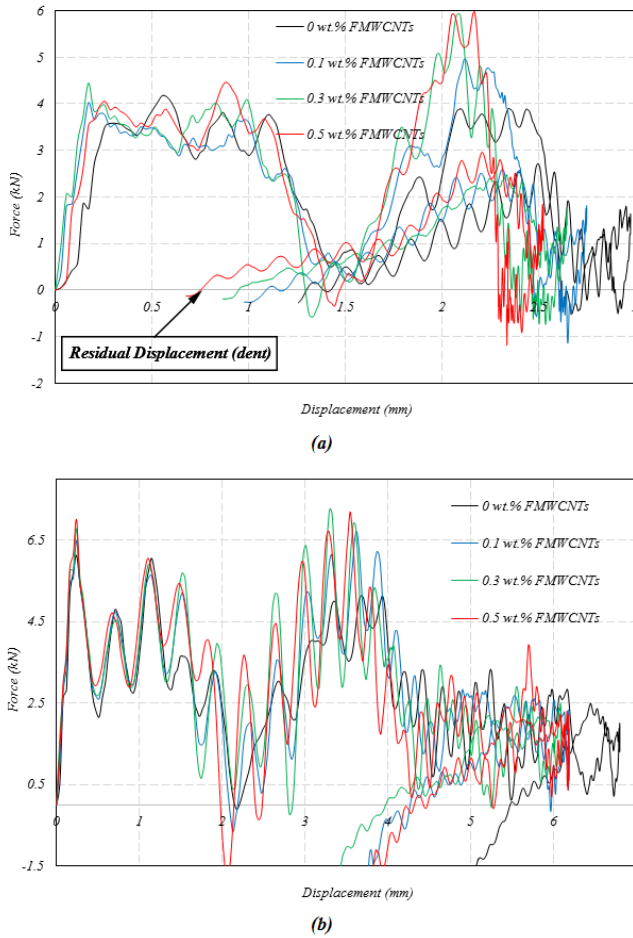 6
5
4
3
2
1
0
-1
-2
Force (kN)
0 wt.% FMWCNTs
0.1 wt.% FMWCNTs
0.3 wt.% FMWCNTs
0.5 wt.% FMWCNTs
0 0.5 1 1.5 2 2.5
Residual Displacement (dent)
Displacement (mm)
(a)
6.5
4.5
2.5
0.5
-1.5
Force (kN)
0 wt.% FMWCNTs
0.1 wt.% FMWCNTs
0.3 wt.% FMWCNTs
0.5 wt.% FMWCNTs
0 1 2 3 4 5 6
Displacement (mm)
(b)